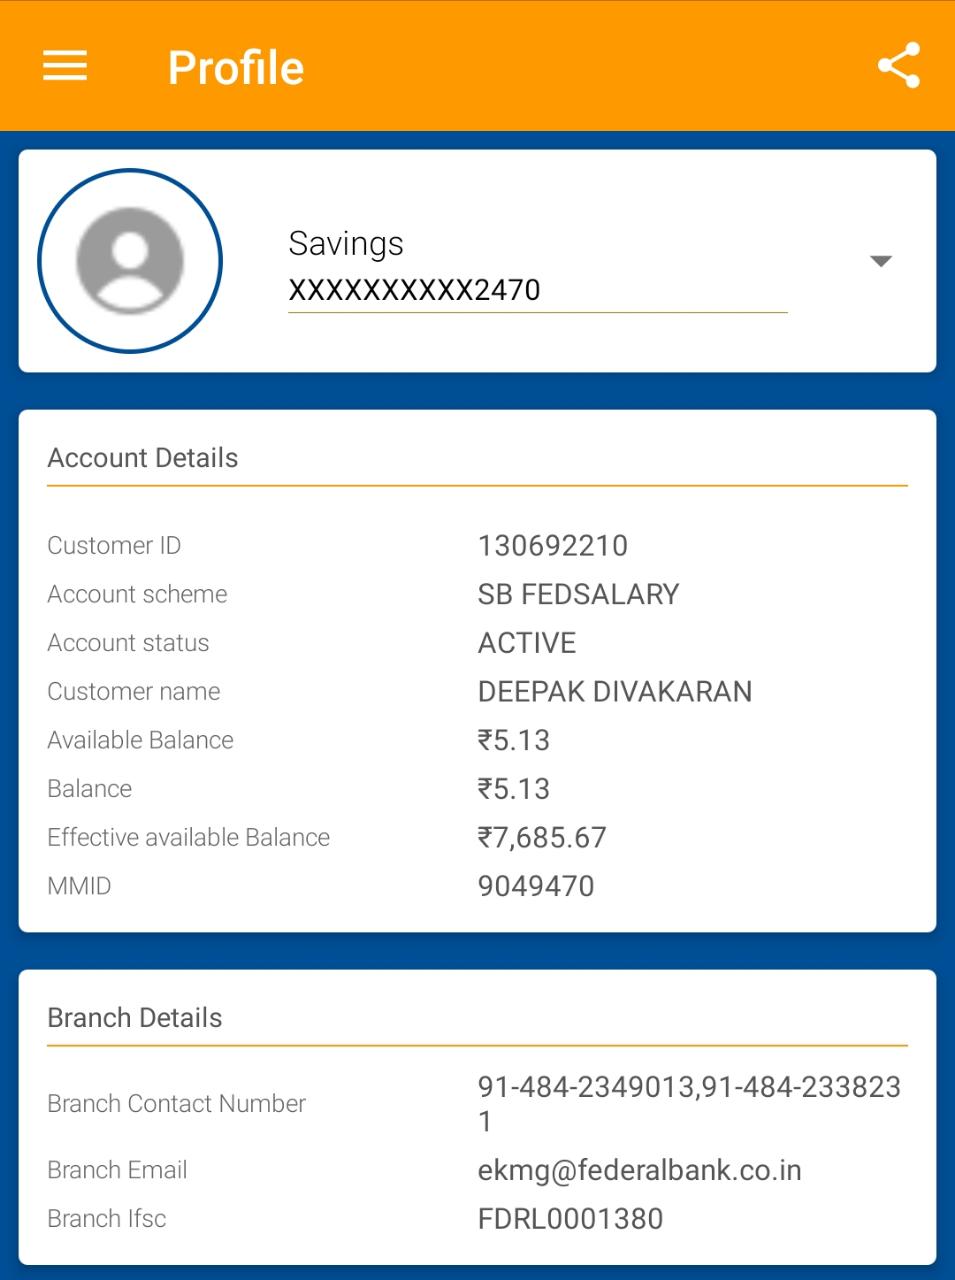 Profile
Savings
XXXXXXXXXX2470
Account Details
Customer ID 130692210
Account scheme SB FEDSALARY
Account status ACTIVE
Customer name DEEPAK DIVAKARAN
Available Balance ₹5.13
Balance ₹5.13
Effective available Balance ₹7,685.67
MMID 9049470
Branch Details
Branch Contact Number 91-484-2349013,91-484-233823
1
Branch Email ekmg@federalbank.co.in
Branch Ifsc FDRL0001380